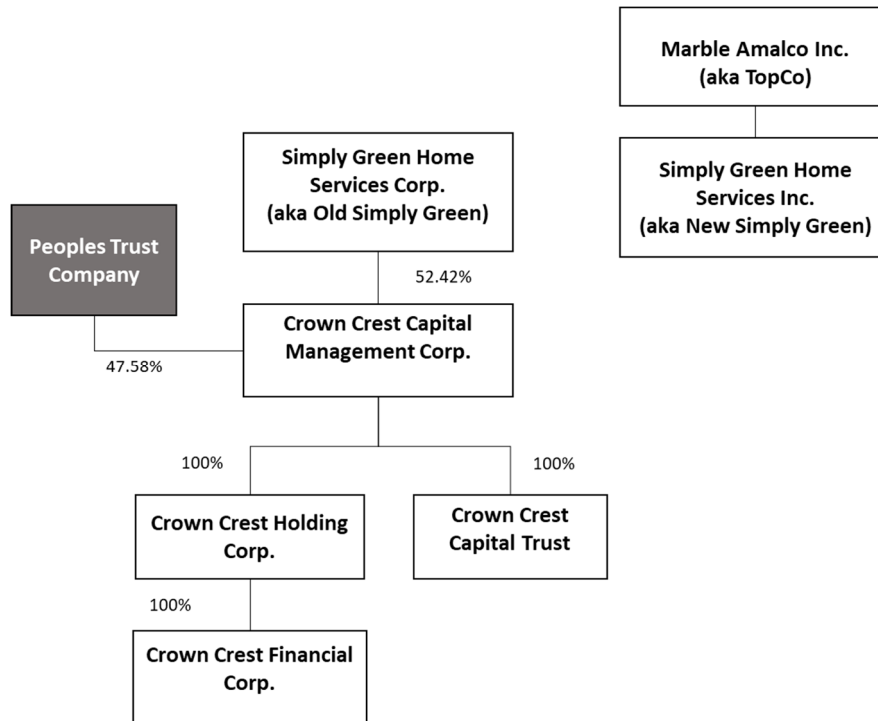 Marble Amalco Inc.
(aka TopCo)
Simply Green Home
Services Corp.
(aka Old Simply Green)
Simply Green Home
Services Inc.
(aka New Simply Green)
Peoples Trust
Company
52.42%
Crown Crest Capital
Management Corp.
47.58%
100%
100%
Crown Crest Holding
Corp.
Crown Crest
Capital Trust
100%
Crown Crest Financial
Corp.